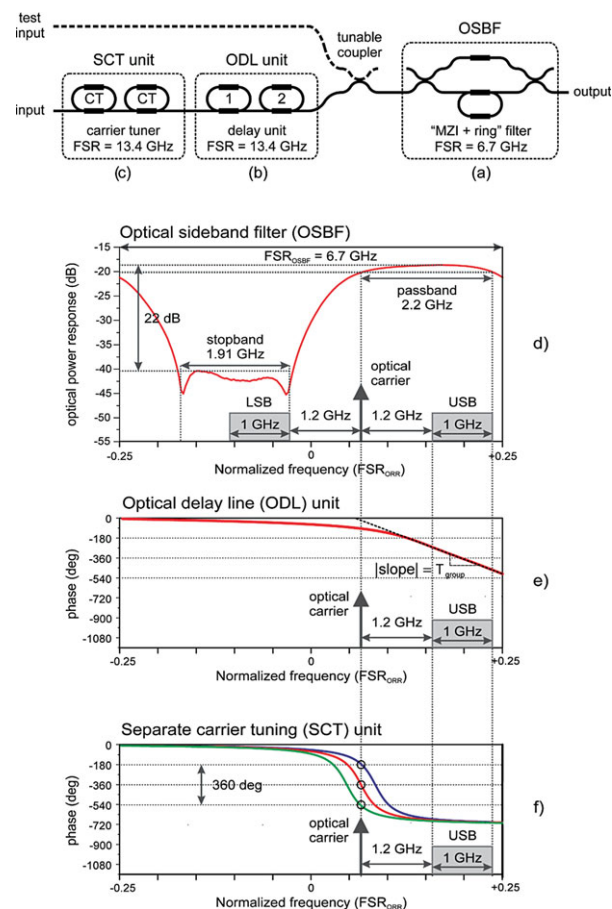 test
input
tunable
coupler
OSBF
SCT unit
ODL unit
CT CT
1 2
input
output
carrier tuner
FSR = 13.4 GHz
delay unit
FSR = 13.4 GHz
"MZI + ring" filter
FSR = 6.7 GHz
(c)
(b)
(a)
Optical sideband filter (OSBF)
optical power response (dB)
-15
-20
-25
-30
-35
-40
-45
-50
-55
FSR_OSBF = 6.7 GHz
passband
2.2 GHz
22 dB
stopband
1.91 GHz
optical
carrier
LSB
1 GHz
1.2 GHz
1.2 GHz
USB
1 GHz
d)
-0.25 0 +0.25
Normalized frequency (FSR_ORR)
Optical delay line (ODL) unit
phase (deg)
0
-180
-360
-540
-720
-900
-1080
|slope| = T_group
optical
carrier
1.2 GHz
USB
1 GHz
e)
-0.25 0 +0.25
Normalized frequency (FSR_ORR)
Separate carrier tuning (SCT) unit
phase (deg)
0
-180
-360
-540
-720
-900
-1080
360 deg
optical
carrier
1.2 GHz
USB
1 GHz
f)
-0.25 0 +0.25
Normalized frequency (FSR_ORR)